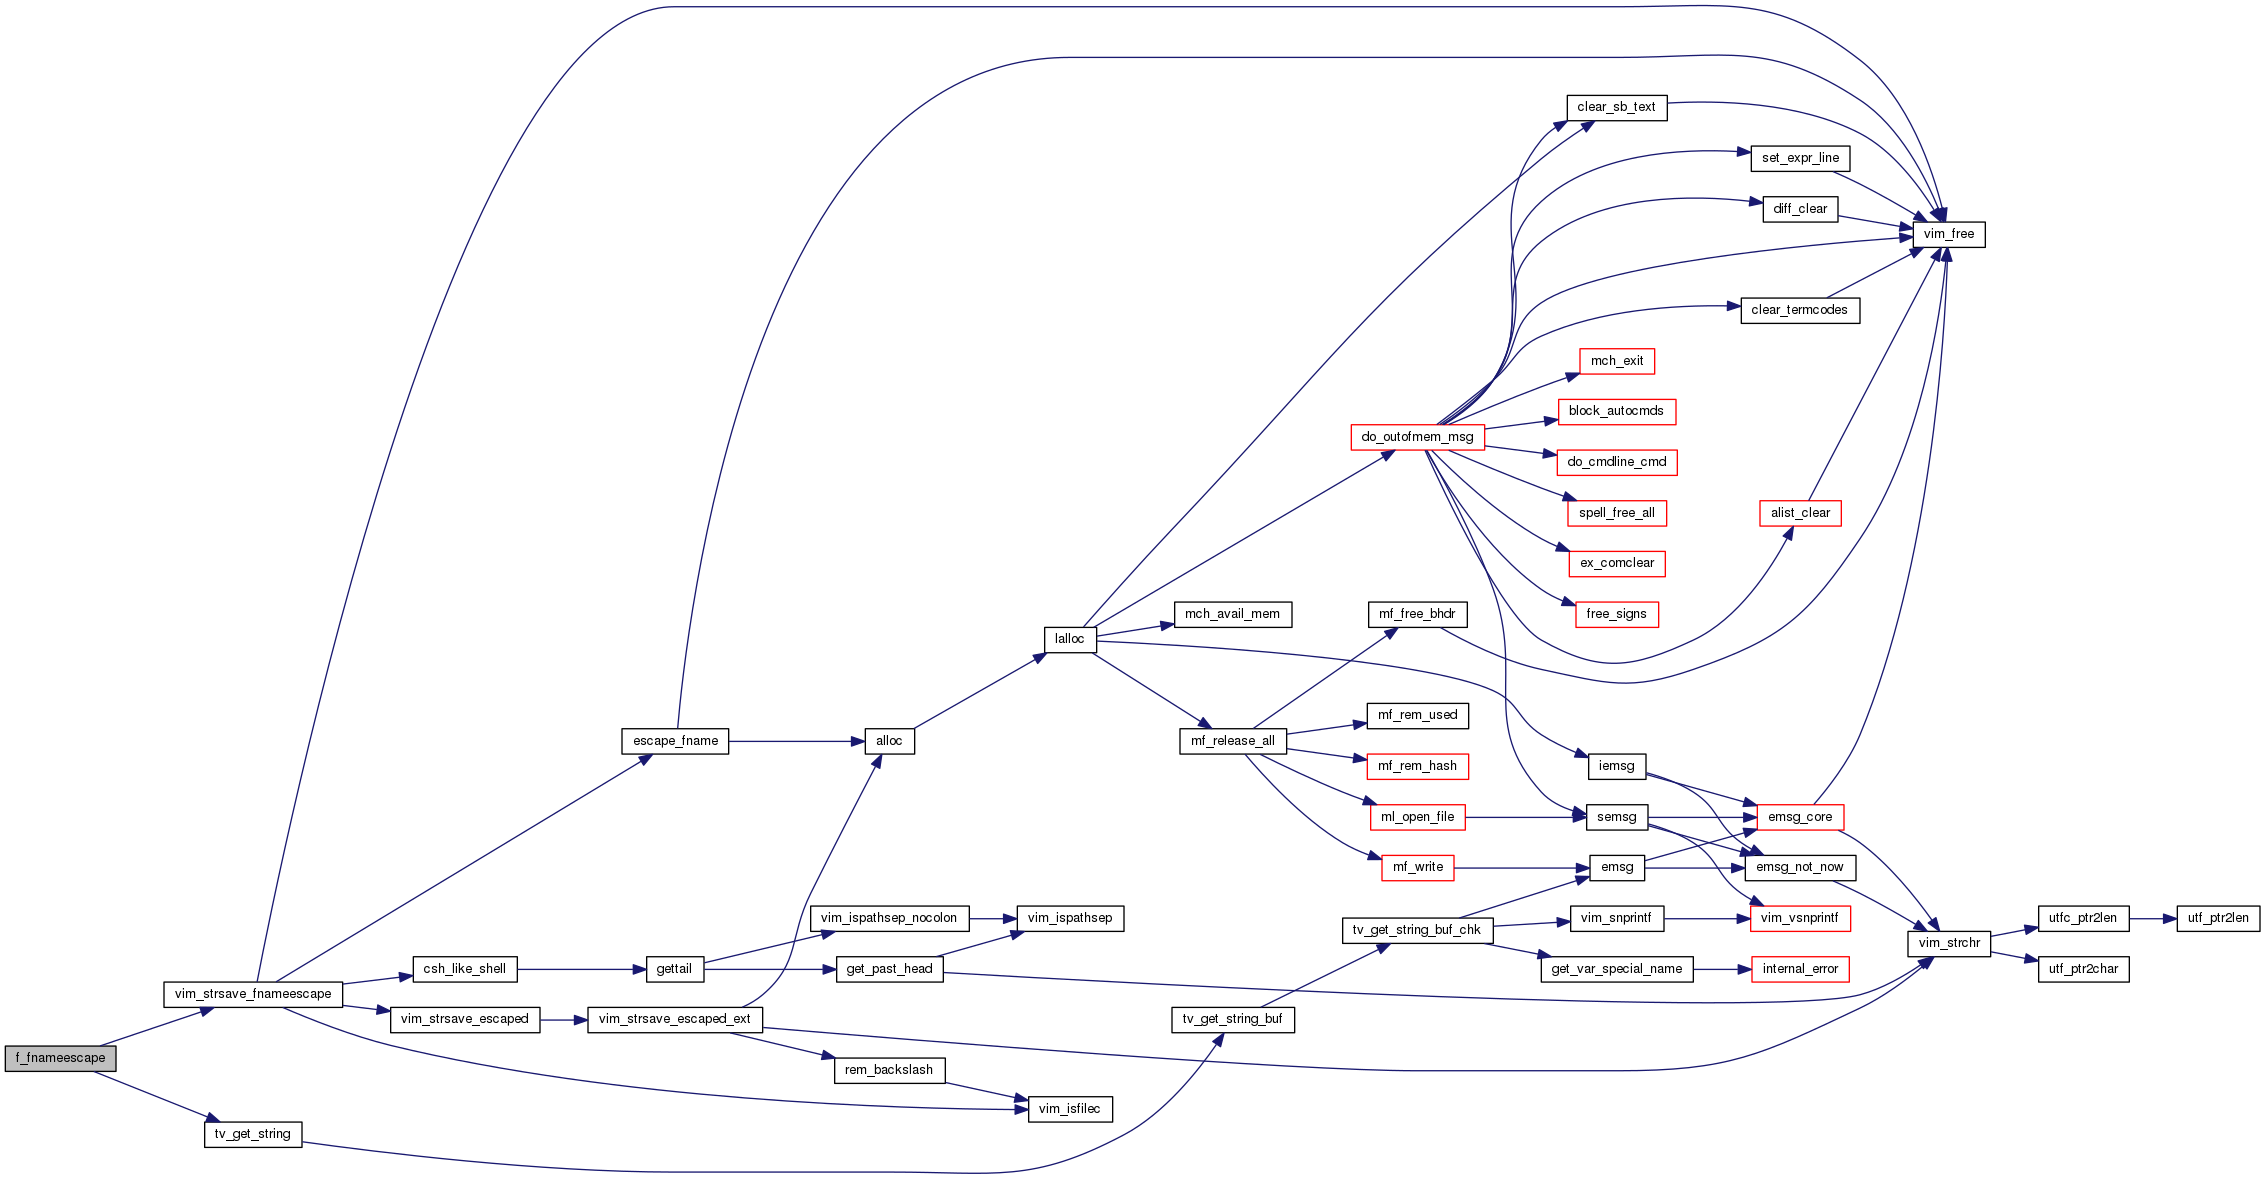 clear_sb_text
set_expr_line
diff_clear
vim_free
clear_termcodes
mch_exit
block_autocmds
do_outofmem_msg
do_cmdline_cmd
spell_free_all
alist_clear
ex_comclear
mch_avail_mem
mf_free_bhdr
free_signs
lalloc
mf_rem_used
escape_fname
alloc
mf_release_all
iemsg
mf_rem_hash
ml_open_file
semsg
emsg_core
mf_write
emsg
emsg_not_now
vim_ispathsep_nocolon
vim_ispathsep
vim_snprintf
vim_vsnprintf
utfc_ptr2len
utf_ptr2len
tv_get_string_buf_chk
vim_strchr
csh_like_shell
gettail
get_past_head
get_var_special_name
internal_error
utf_ptr2char
vim_strsave_fnameescape
vim_strsave_escaped
vim_strsave_escaped_ext
tv_get_string_buf
f_fnameescape
rem_backslash
vim_isfilec
tv_get_string